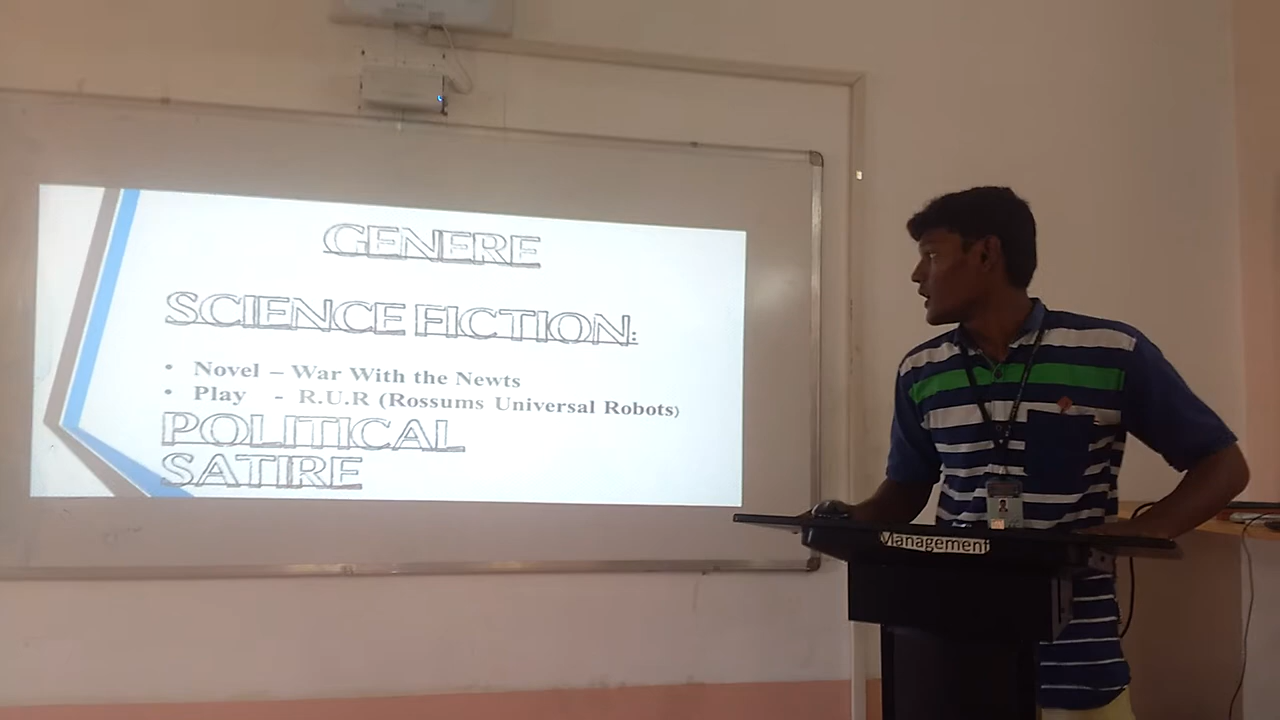 GENERE
SCIENCE FICTION:
• Novel – War With the Newts
• Play - R.U.R (Rossums Universal Robots)
POLITICAL
SATIRE
Management